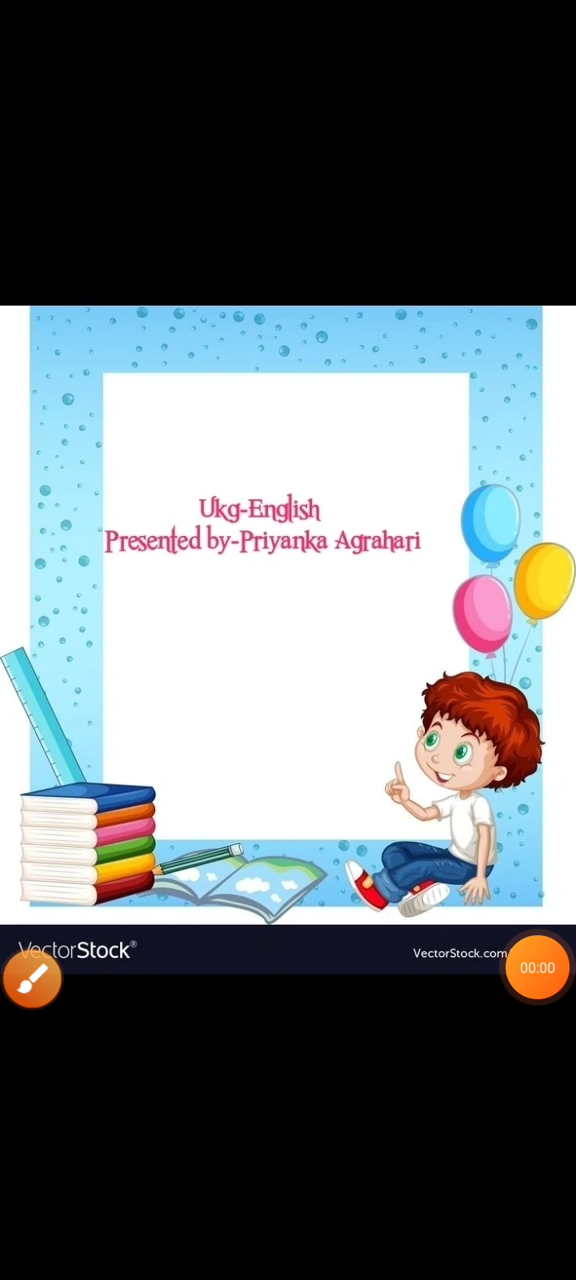 Ukg-English
Presented by-Priyanka Agrahari
VectorStock®
VectorStock.com
00:00